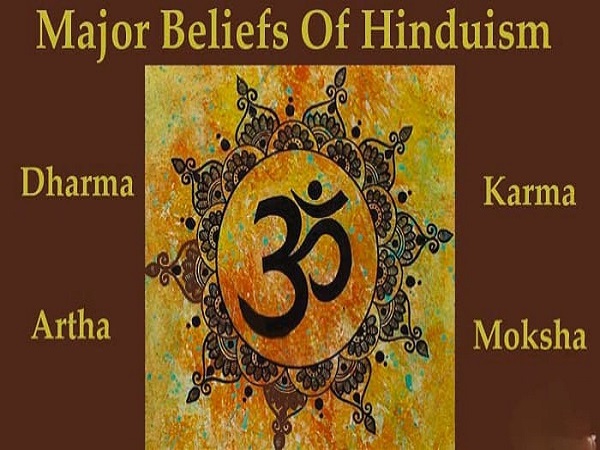 Major Beliefs Of Hinduism
Dharma
Karma
ॐ
Artha
Moksha